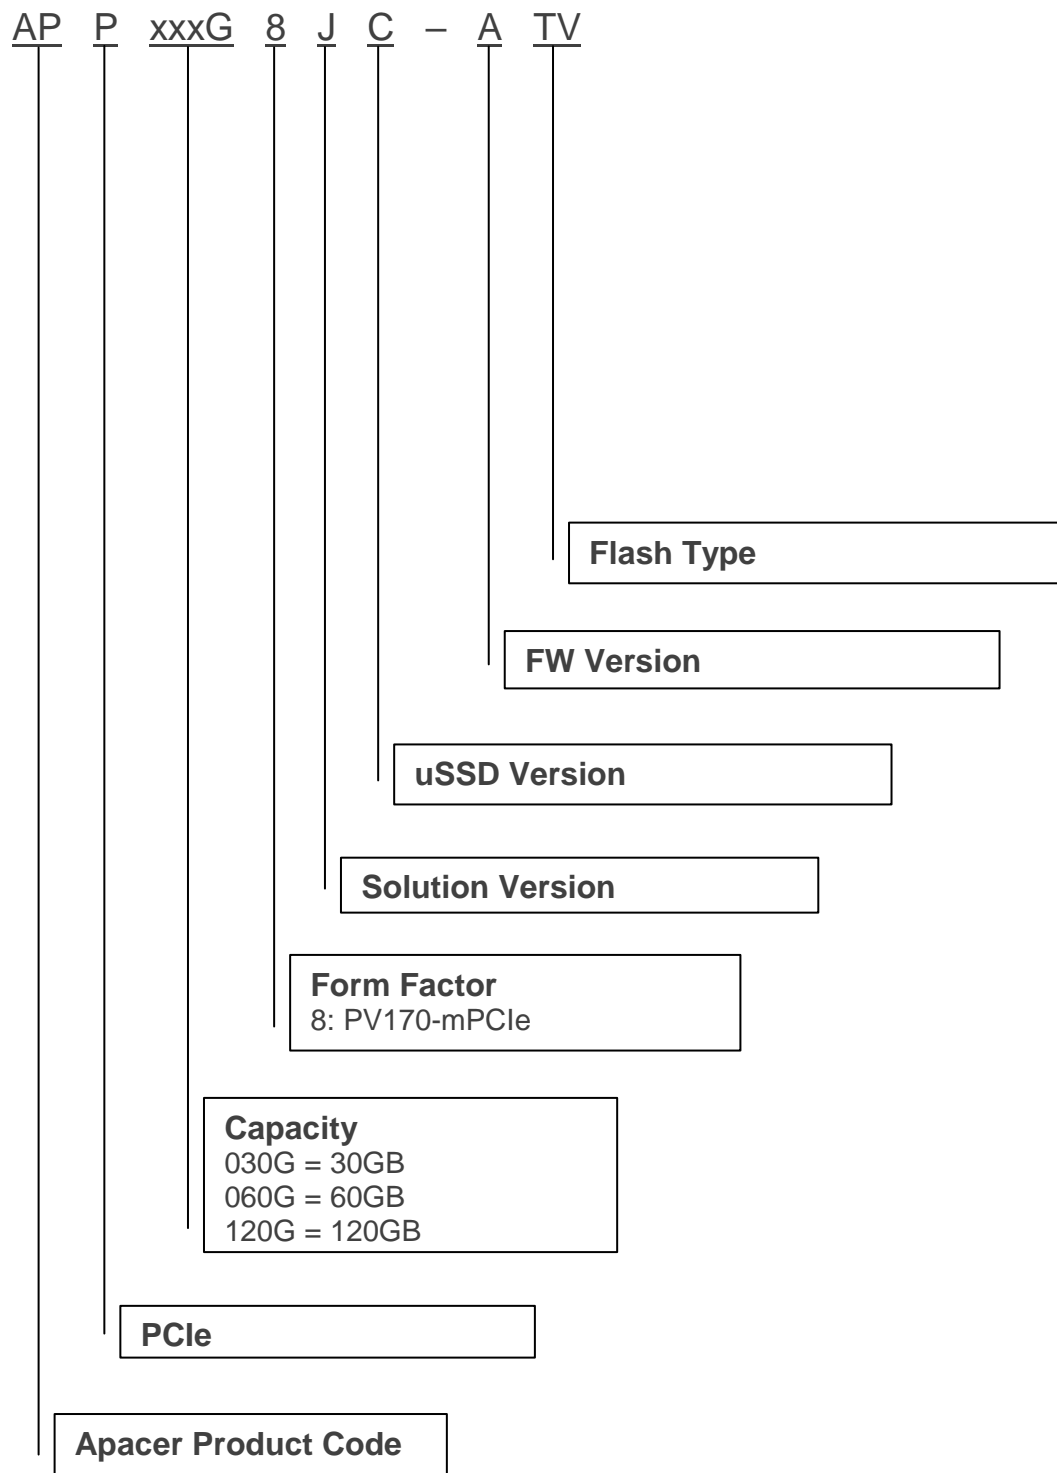 AP P xxxG 8 J C – A TV
Flash Type
FW Version
uSSD Version
Solution Version
Form Factor
8: PV170-mPCIe
Capacity
030G = 30GB
060G = 60GB
120G = 120GB
PCIe
Apacer Product Code